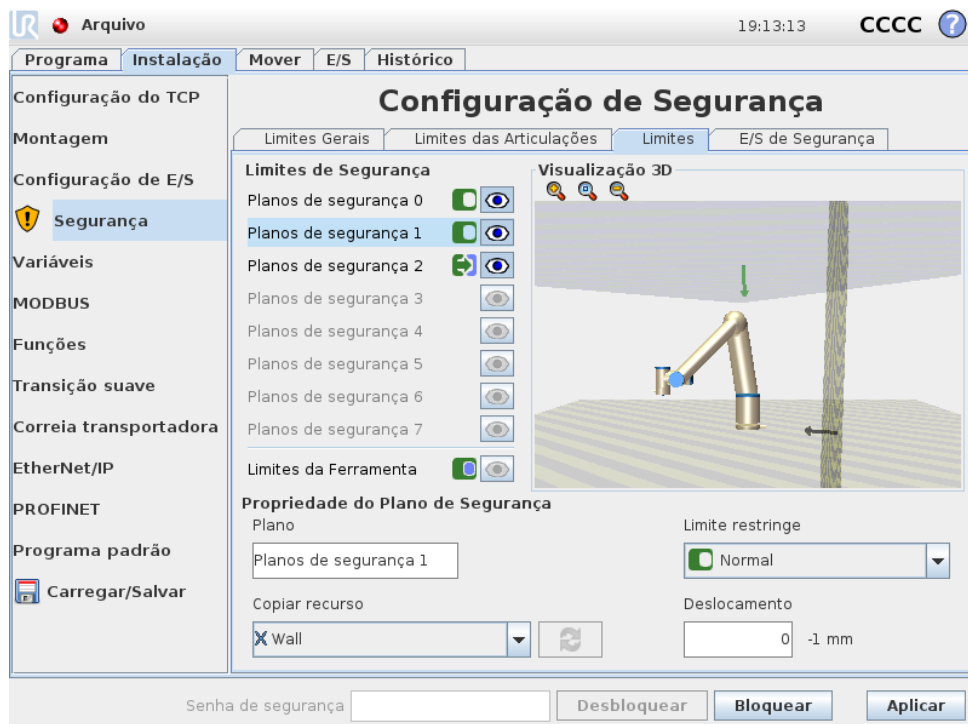 UR Arquivo 19:13:13 CCCC ?
Programa Instalação Mover E/S Histórico
Configuração do TCP
Montagem
Configuração de E/S
Segurança
Variáveis
MODBUS
Funções
Transição suave
Correia transportadora
EtherNet/IP
PROFINET
Programa padrão
Carregar/Salvar
Configuração de Segurança
Limites Gerais Limites das Articulações Limites E/S de Segurança
Limites de Segurança
Planos de segurança 0
Planos de segurança 1
Planos de segurança 2
Planos de segurança 3
Planos de segurança 4
Planos de segurança 5
Planos de segurança 6
Planos de segurança 7
Limites da Ferramenta
Visualização 3D
Propriedade do Plano de Segurança
Plano
Planos de segurança 1
Limite restringe
Normal
Copiar recurso
Wall
Deslocamento
0 -1 mm
Senha de segurança Desbloquear Bloquear Aplicar